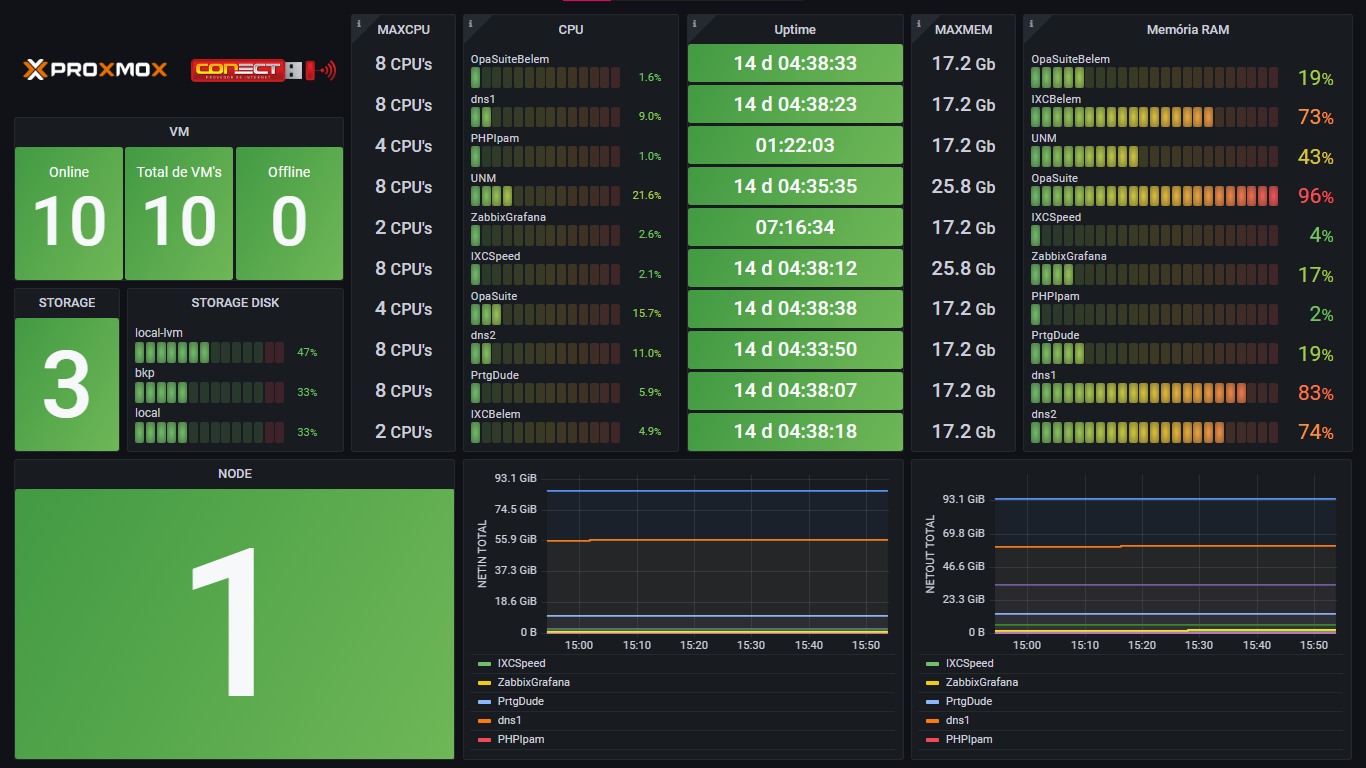 PROXMOX
CONECT
PROVEDOR DE INTERNET
VM
Online
10
Total de VM's
10
Offline
0
STORAGE
3
STORAGE DISK
local-lvm
47%
bkp
33%
local
33%
MAXCPU
8 CPU's
8 CPU's
4 CPU's
8 CPU's
2 CPU's
8 CPU's
4 CPU's
8 CPU's
8 CPU's
2 CPU's
CPU
OpaSuiteBelem
1.6%
dns1
9.0%
PHPIpam
1.0%
UNM
21.6%
ZabbixGrafana
2.6%
IXCSpeed
2.1%
OpaSuite
15.7%
dns2
11.0%
PrtgDude
5.9%
IXCBelem
4.9%
Uptime
14 d 04:38:33
14 d 04:38:23
01:22:03
14 d 04:35:35
07:16:34
14 d 04:38:12
14 d 04:38:38
14 d 04:33:50
14 d 04:38:07
14 d 04:38:18
MAXMEM
17.2 Gb
17.2 Gb
17.2 Gb
25.8 Gb
17.2 Gb
25.8 Gb
17.2 Gb
17.2 Gb
17.2 Gb
17.2 Gb
Memória RAM
OpaSuiteBelem
19%
IXCBelem
73%
UNM
43%
OpaSuite
96%
IXCSpeed
4%
ZabbixGrafana
17%
PHPIpam
2%
PrtgDude
19%
dns1
83%
dns2
74%
NODE
1
NETIN TOTAL
93.1 GiB
74.5 GiB
55.9 GiB
37.3 GiB
18.6 GiB
0 B
15:00 15:10 15:20 15:30 15:40 15:50
IXCSpeed
ZabbixGrafana
PrtgDude
dns1
PHPIpam
NETOUT TOTAL
93.1 GiB
69.8 GiB
46.6 GiB
23.3 GiB
0 B
15:00 15:10 15:20 15:30 15:40 15:50
IXCSpeed
ZabbixGrafana
PrtgDude
dns1
PHPIpam